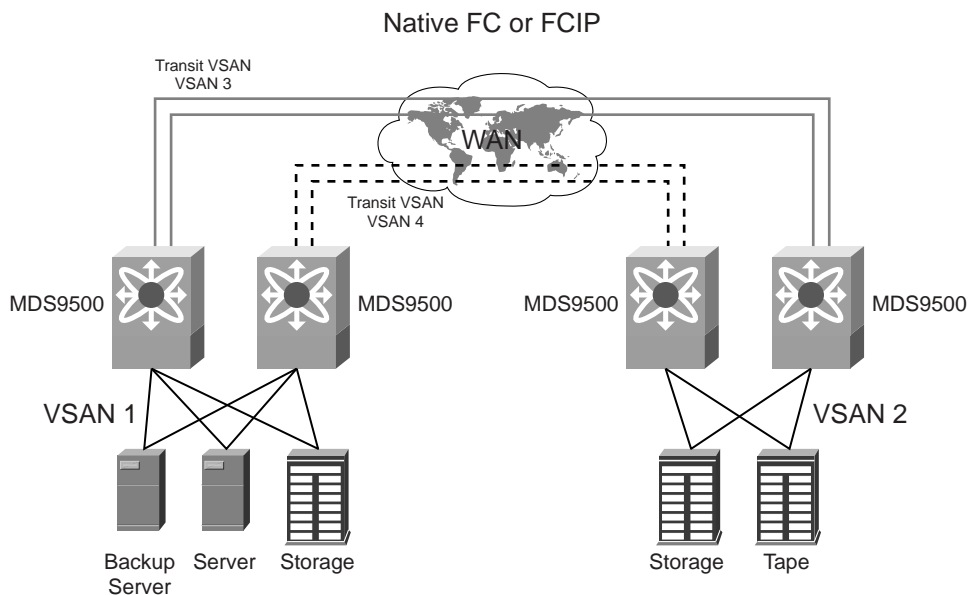 Native FC or FCIP
Transit VSAN
VSAN 3
WAN
Transit VSAN
VSAN 4
MDS9500
MDS9500
MDS9500
MDS9500
VSAN 1
VSAN 2
Backup
Server
Server
Storage
Storage
Tape